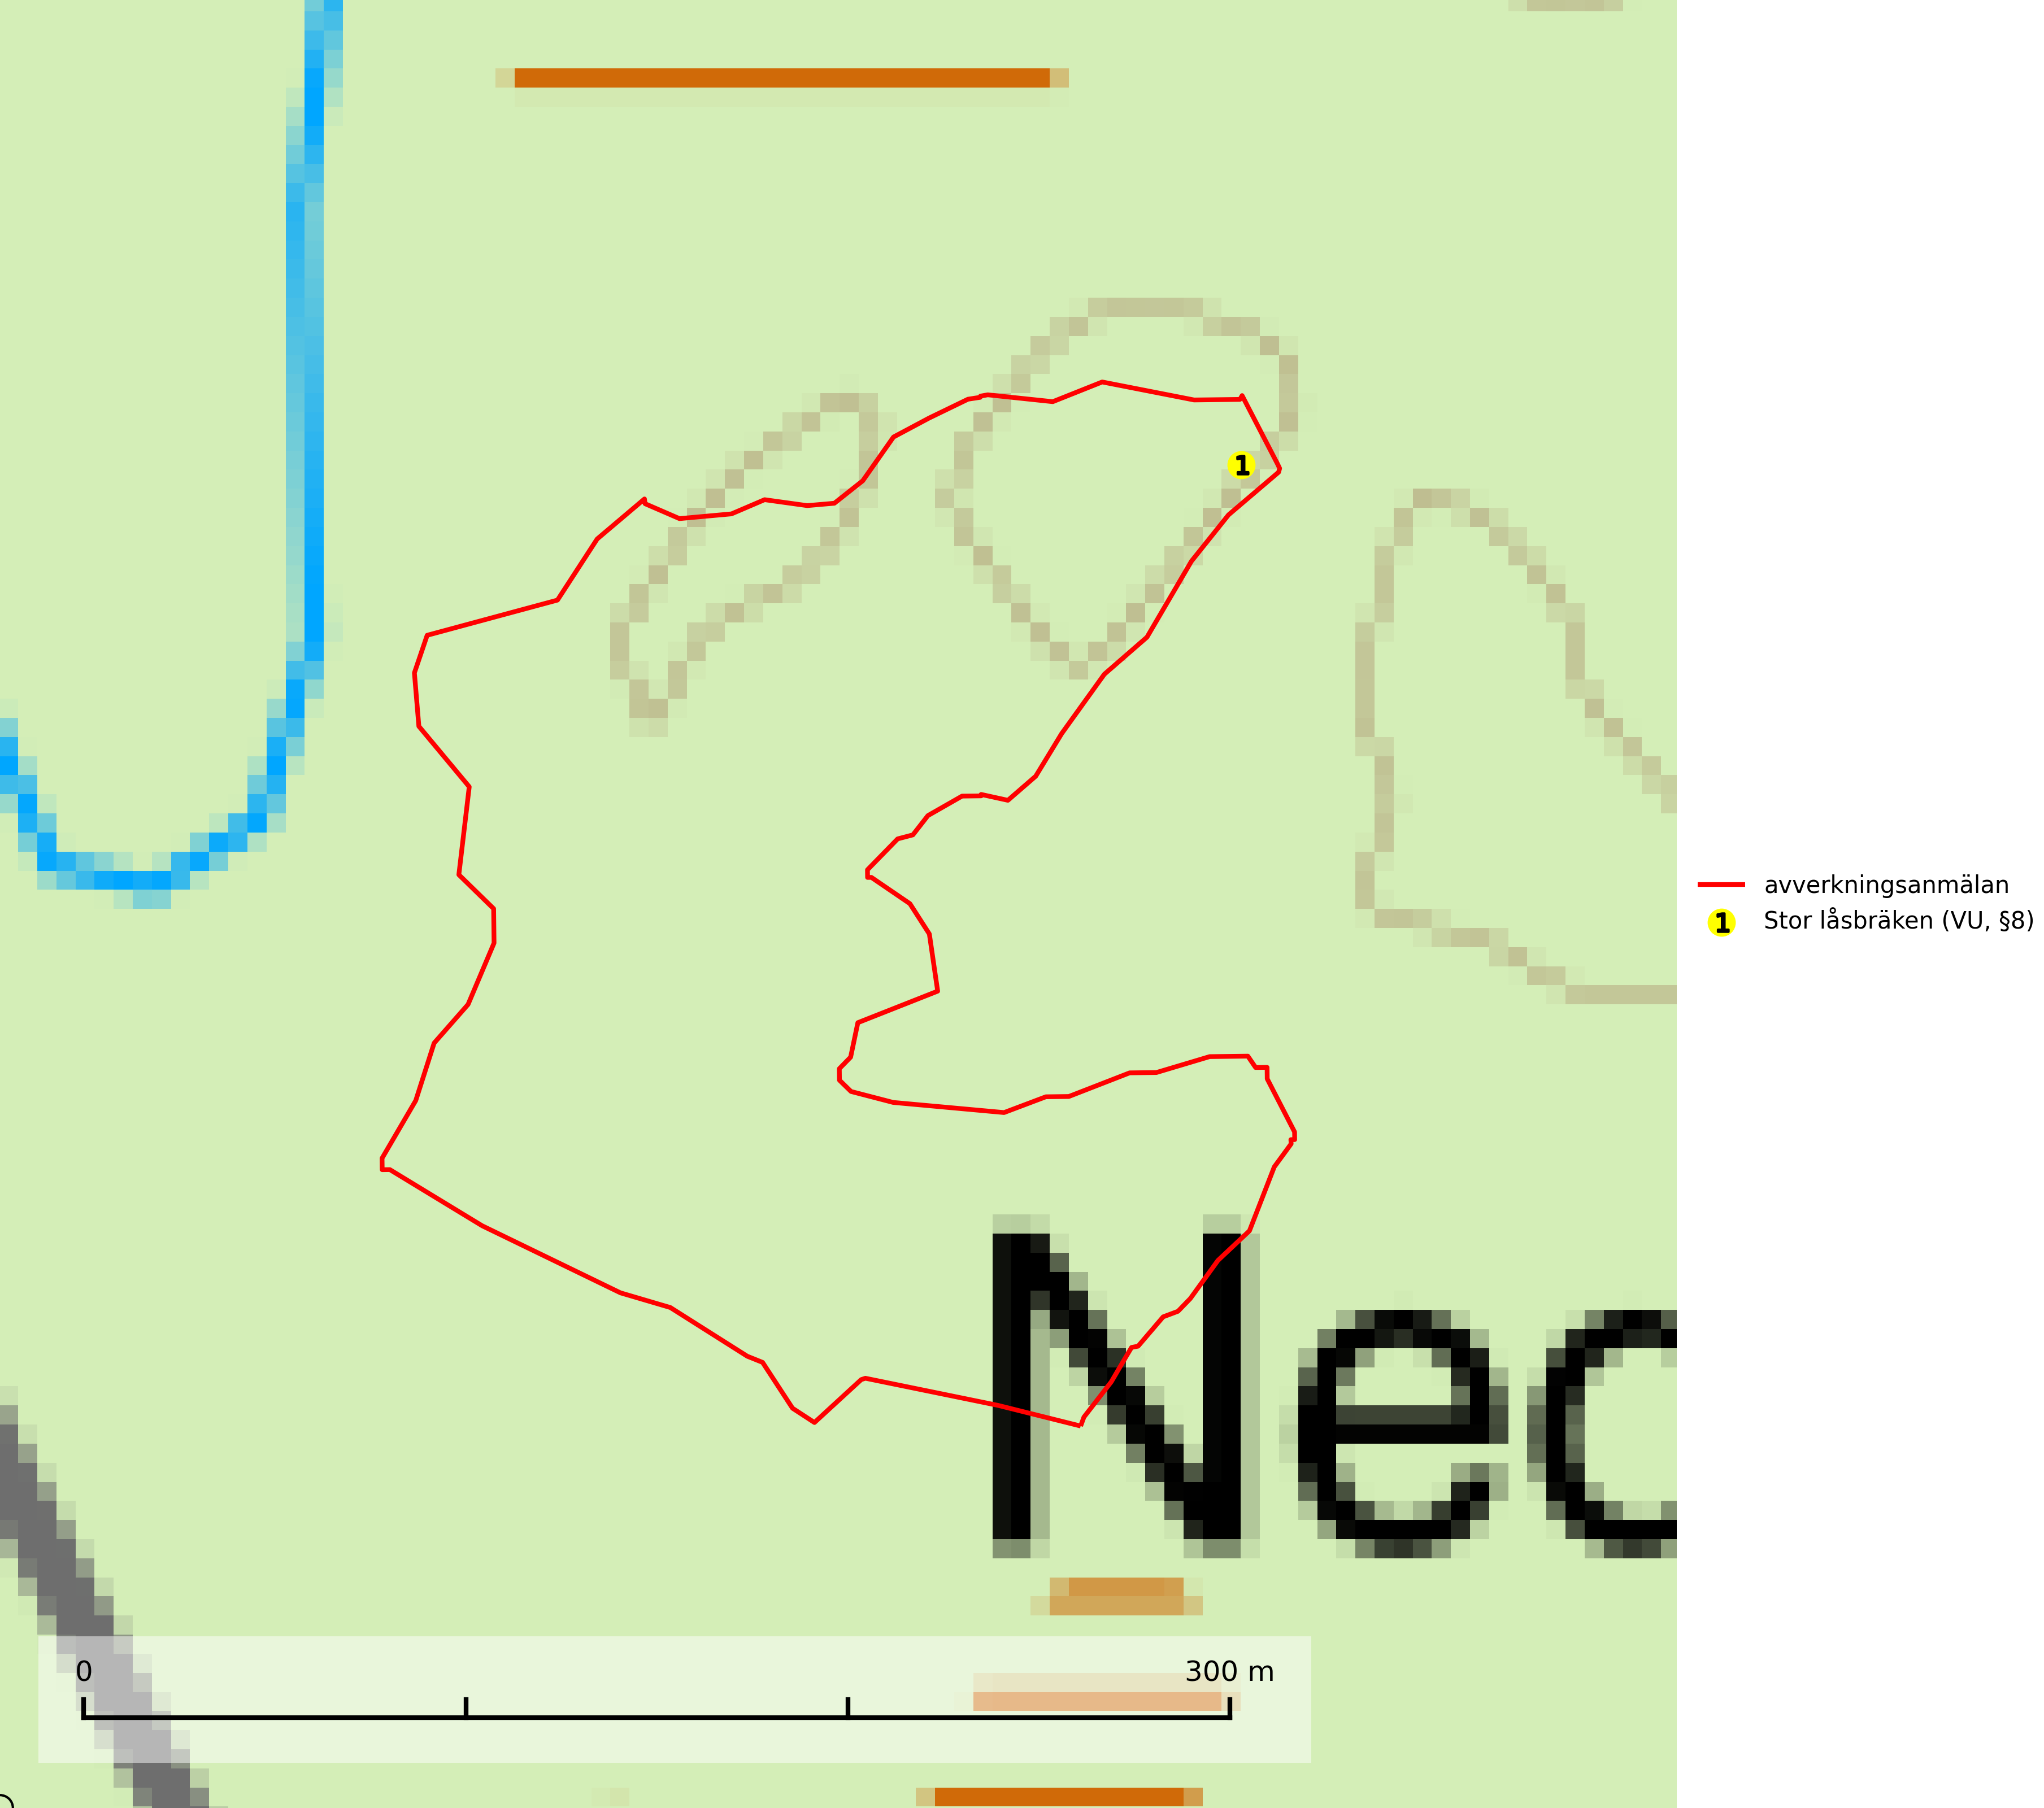 1
avverkningsanmälan
1 Stor låsbräken (VU, §8)
Nec
0 300 m